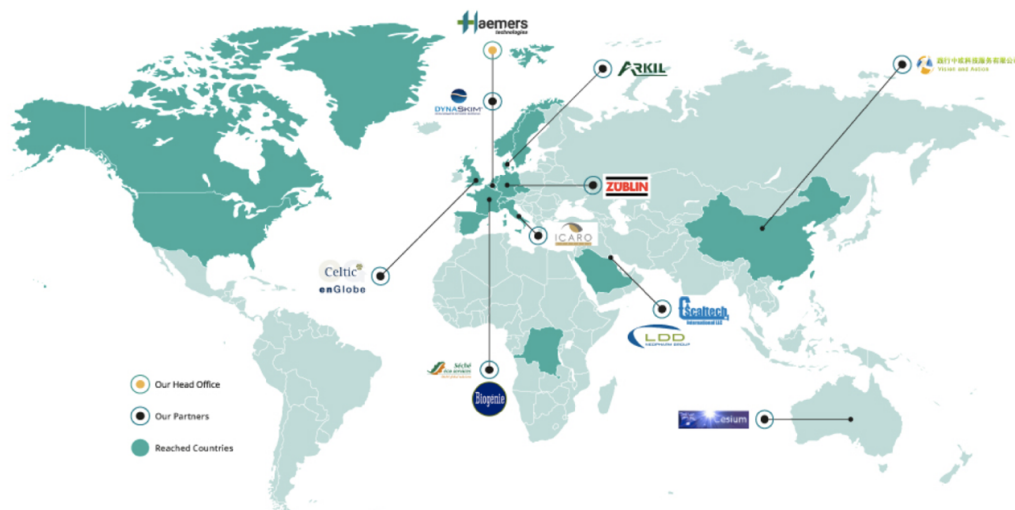 Haemers
technologies
ARKIL
DYNASKIM
ZÜBLIN
ICARO
Celtic
enGlobe
Scaltech
International LLC
LDD
Séché
Biogénie
Our Head Office
Our Partners
Reached Countries
Cesium
Vision and Action